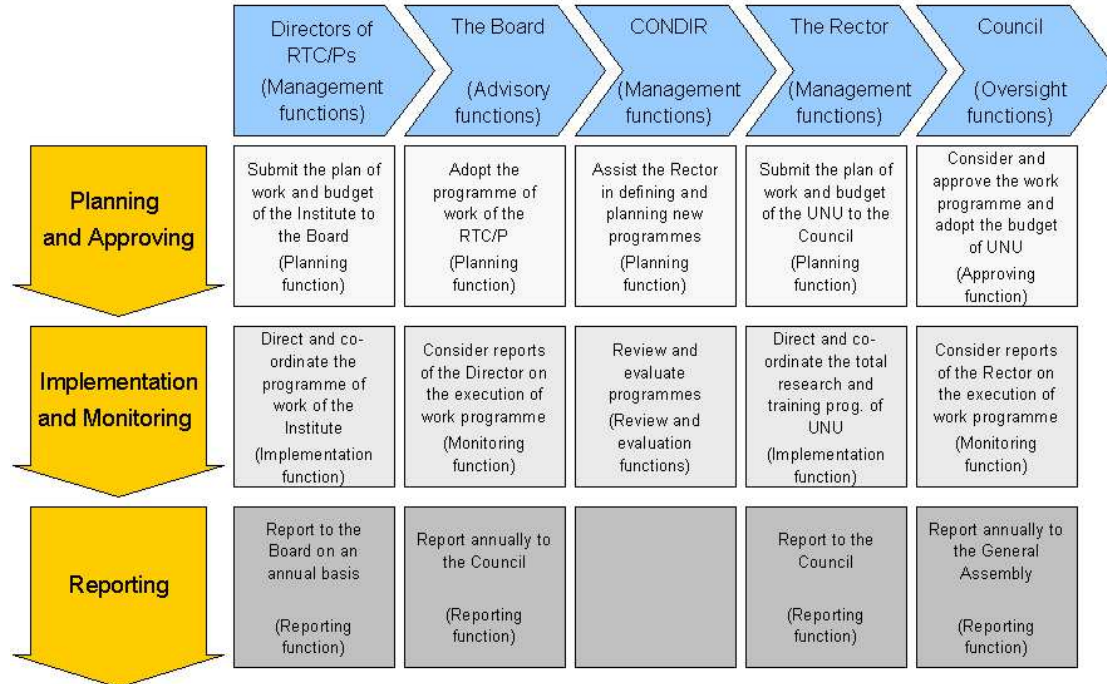 Directors of
RTC/Ps
(Management
functions)
The Board
(Advisory
functions)
CONDIR
(Management
functions)
The Rector
(Management
functions)
Council
(Oversight
functions)
Planning
and Approving
Submit the plan of
work and budget
of the Institute to
the Board
(Planning
function)
Adopt the
programme of
work of the
RTC/P
(Planning
function)
Assist the Rector
in defining and
planning new
programmes
(Planning
function)
Submit the plan of
work and budget
of the UNU to the
Council
(Planning
function)
Consider and
approve the work
programme and
adopt the budget
of UNU
(Approving
function)
Implementation
and Monitoring
Direct and co-
ordinate the
programme of
work of the
Institute
(Implementation
function)
Consider reports
of the Director on
the execution of
work programme
(Monitoring
function)
Review and
evaluate
programmes
(Review and
evaluation
functions)
Direct and co-
ordinate the total
research and
training prog. of
UNU
(Implementation
function)
Consider reports
of the Rector on
the execution of
work programme
(Monitoring
function)
Reporting
Report to the
Board on an
annual basis
(Reporting
function)
Report annually to
the Council
(Reporting
function)
Report to the
Council
(Reporting
function)
Report annually to
the General
Assembly
(Reporting
function)